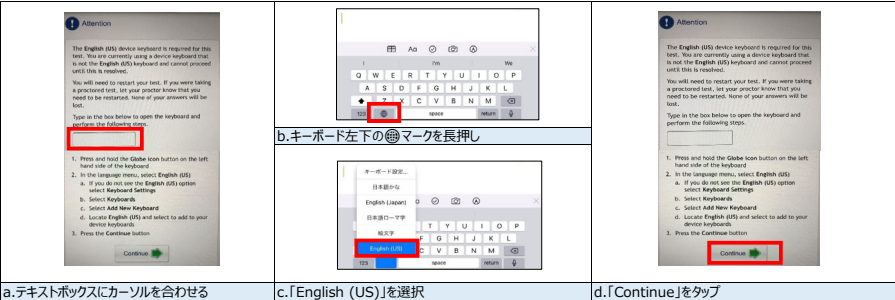 Attention
The English (US) device keyboard is required for this
test. You are currently using a device keyboard that
is not the English (US) keyboard and cannot proceed
until this is resolved.
You will need to restart your test. If you were taking
a proctored test, let your proctor know that you
need to be restarted. None of your answers will be
lost.
Type in the box below to open the keyboard and
perform the following steps.
1. Press and hold the Globe icon button on the left
hand side of the keyboard
2. In the language menu, select English (US)
a. If you do not see the English (US) option
select Keyboard Settings
b. Select Keyboards
c. Select Add New Keyboard
d. Locate English (US) and select to add to your
device keyboards
3. Press the Continue button
Continue
a.テキストボックスにカーソルを合わせる
Aa
I I'm We
Q W E R T Y U I O P
A S D F G H J K L
Z X C V B N M
123 space return
b.キーボード左下のマークを長押し
キーボード設定...
日本語かな
English (Japan)
日本語ローマ字
絵文字
English (US)
T Y U I O P
F G H J K L
C V B N M
123 space return
c.「English (US)」を選択
Attention
The English (US) device keyboard is required for this
test. You are currently using a device keyboard that
is not the English (US) keyboard and cannot proceed
until this is resolved.
You will need to restart your test. If you were taking
a proctored test, let your proctor know that you
need to be restarted. None of your answers will be
lost.
Type in the box below to open the keyboard and
perform the following steps.
1. Press and hold the Globe icon button on the left
hand side of the keyboard
2. In the language menu, select English (US)
a. If you do not see the English (US) option
select Keyboard Settings
b. Select Keyboards
c. Select Add New Keyboard
d. Locate English (US) and select to add to your
device keyboards
3. Press the Continue button
Continue
d.「Continue」をタップ